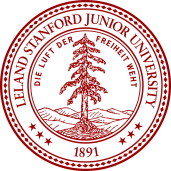 LELAND STANFORD JUNIOR UNIVERSITY
DIE LUFT DER FREIHEIT WEHT
1891